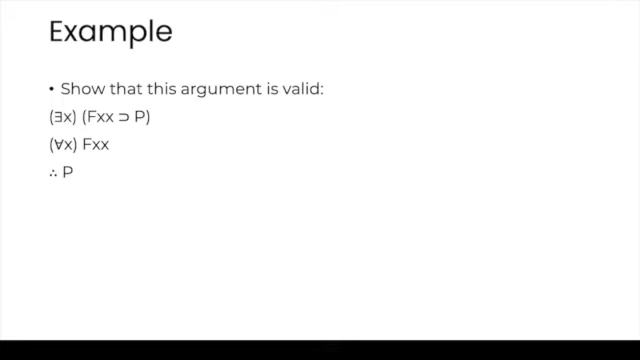 Example
• Show that this argument is valid:
(∃x) (Fxx ⊃ P)
(∀x) Fxx
∴ P